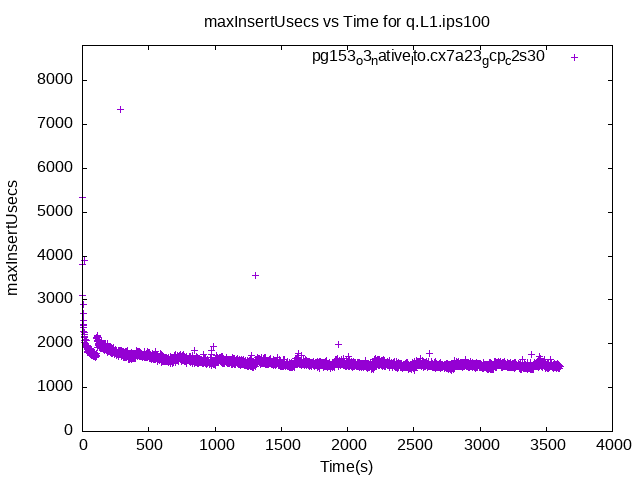 maxInsertUsecs vs Time for q.L1.ips100
pg153_o3_native_lto.cx7a23_gcp_c2s30
8000
7000
6000
5000
4000
3000
2000
1000
0
maxInsertUsecs
0 500 1000 1500 2000 2500 3000 3500 4000
Time(s)